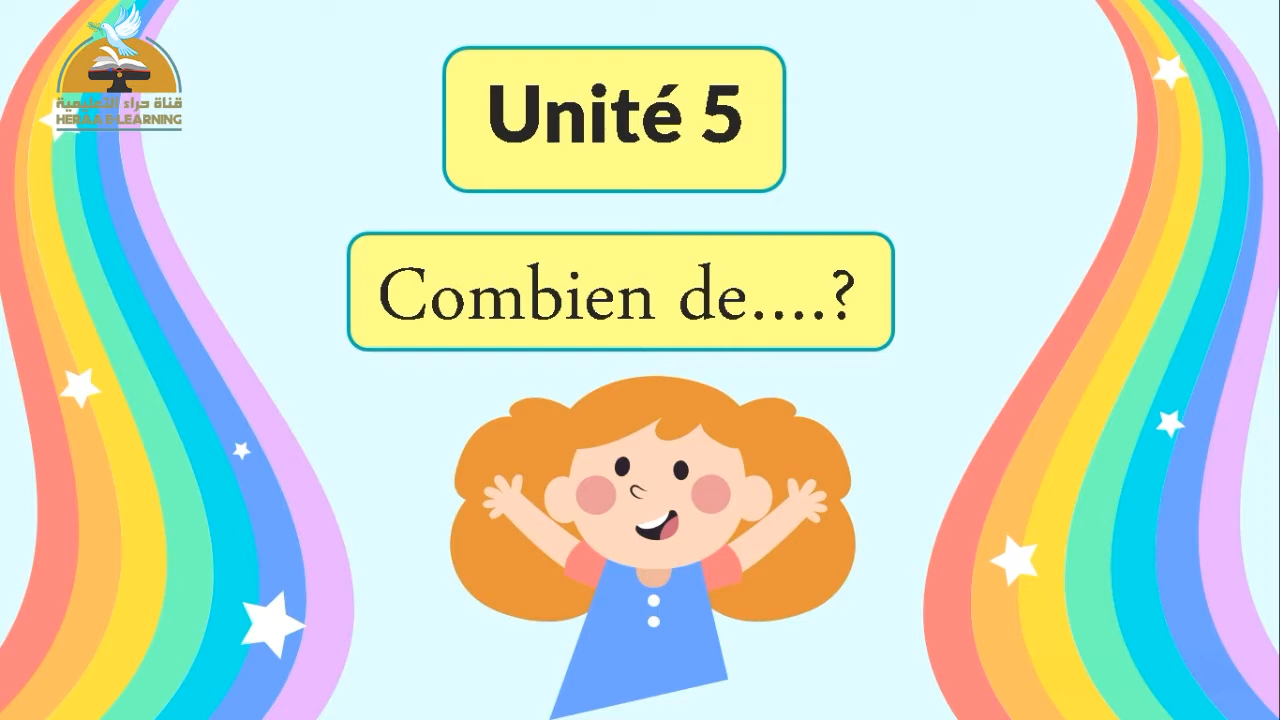 قناة حراء التعليمية
HERAA E-LEARNING
Unité 5
Combien de....?